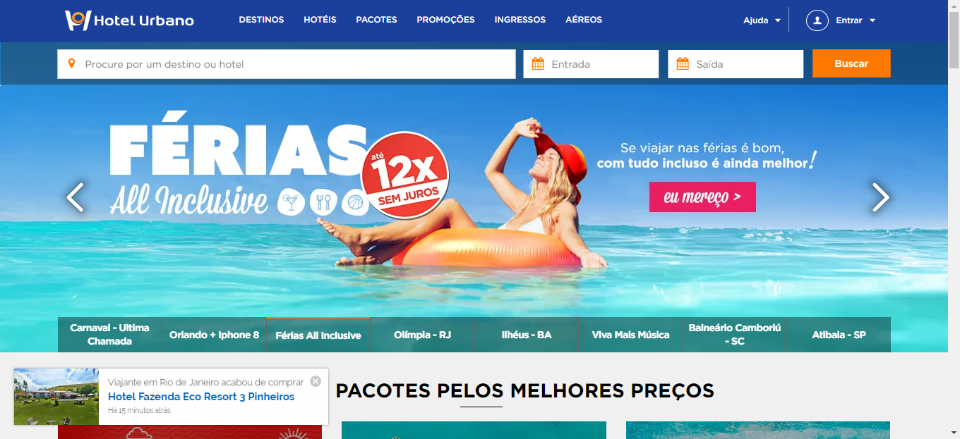 Hotel Urbano
DESTINOS HOTÉIS PACOTES PROMOÇÕES INGRESSOS AÉREOS
Ajuda Entrar
Procure por um destino ou hotel
Entrada
Saída
Buscar
FÉRIAS
All Inclusive
até
12X
SEM JUROS
Se viajar nas férias é bom,
com tudo incluso é ainda melhor!
eu mereço >
Carnaval - Ultima
Chamada
Orlando + Iphone 8
Férias All Inclusive
Olímpia - RJ
Ilhéus - BA
Viva Mais Música
Balneário Camboriú
- SC
Atibaia - SP
Viajante em Rio de Janeiro acabou de comprar
Hotel Fazenda Eco Resort 3 Pinheiros
Há 15 minutos atrás
PACOTES PELOS MELHORES PREÇOS